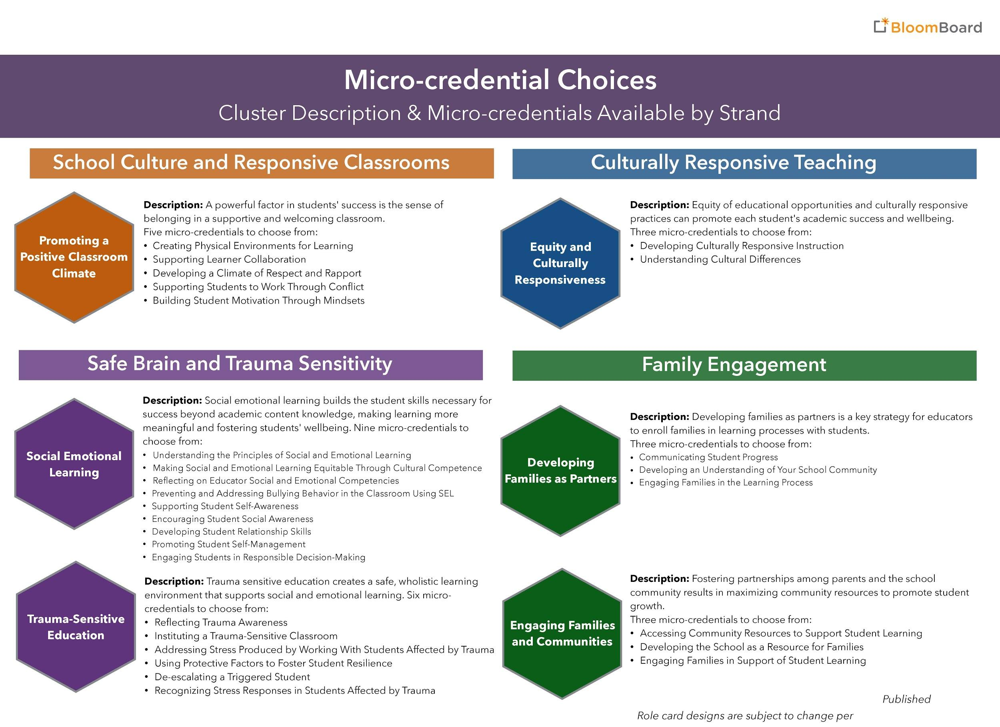 BloomBoard
Micro-credential Choices
Cluster Description & Micro-credentials Available by Strand
School Culture and Responsive Classrooms
Promoting a
Positive Classroom
Climate
Description: A powerful factor in students' success is the sense of
belonging in a supportive and welcoming classroom.
Five micro-credentials to choose from:
• Creating Physical Environments for Learning
• Supporting Learner Collaboration
• Developing a Climate of Respect and Rapport
• Supporting Students to Work Through Conflict
• Building Student Motivation Through Mindsets
Culturally Responsive Teaching
Equity and
Culturally
Responsiveness
Description: Equity of educational opportunities and culturally responsive
practices can promote each student's academic success and wellbeing.
Three micro-credentials to choose from:
• Developing Culturally Responsive Instruction
• Understanding Cultural Differences
Safe Brain and Trauma Sensitivity
Social Emotional
Learning
Description: Social emotional learning builds the student skills necessary for
success beyond academic content knowledge, making learning more
meaningful and fostering students' wellbeing. Nine micro-credentials to
choose from:
• Understanding the Principles of Social and Emotional Learning
• Making Social and Emotional Learning Equitable Through Cultural Competence
• Reflecting on Educator Social and Emotional Competencies
• Preventing and Addressing Bullying Behavior in the Classroom Using SEL
• Supporting Student Self-Awareness
• Encouraging Student Social Awareness
• Developing Student Relationship Skills
• Promoting Student Self-Management
• Engaging Students in Responsible Decision-Making
Trauma-Sensitive
Education
Description: Trauma sensitive education creates a safe, wholistic learning
environment that supports social and emotional learning. Six micro-
credentials to choose from:
• Reflecting Trauma Awareness
• Instituting a Trauma-Sensitive Classroom
• Addressing Stress Produced by Working With Students Affected by Trauma
• Using Protective Factors to Foster Student Resilience
• De-escalating a Triggered Student
• Recognizing Stress Responses in Students Affected by Trauma
Family Engagement
Developing
Families as Partners
Description: Developing families as partners is a key strategy for educators
to enroll families in learning processes with students.
Three micro-credentials to choose from:
• Communicating Student Progress
• Developing an Understanding of Your School Community
• Engaging Families in the Learning Process
Engaging Families
and Communities
Description: Fostering partnerships among parents and the school
community results in maximizing community resources to promote student
growth.
Three micro-credentials to choose from:
• Accessing Community Resources to Support Student Learning
• Developing the School as a Resource for Families
• Engaging Families in Support of Student Learning
Published
Role card designs are subject to change per